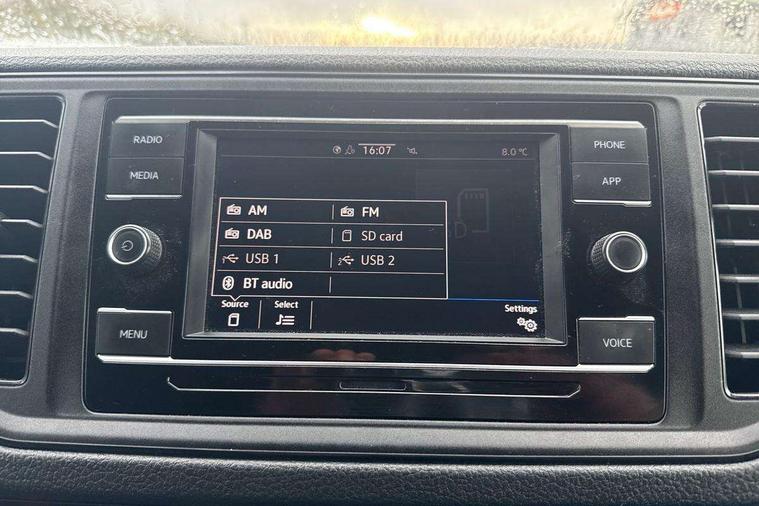 RADIO
MEDIA
MENU
16:07
8.0 °C
AM
FM
DAB
SD card
USB 1
USB 2
BT audio
Source
Select
Settings
PHONE
APP
VOICE